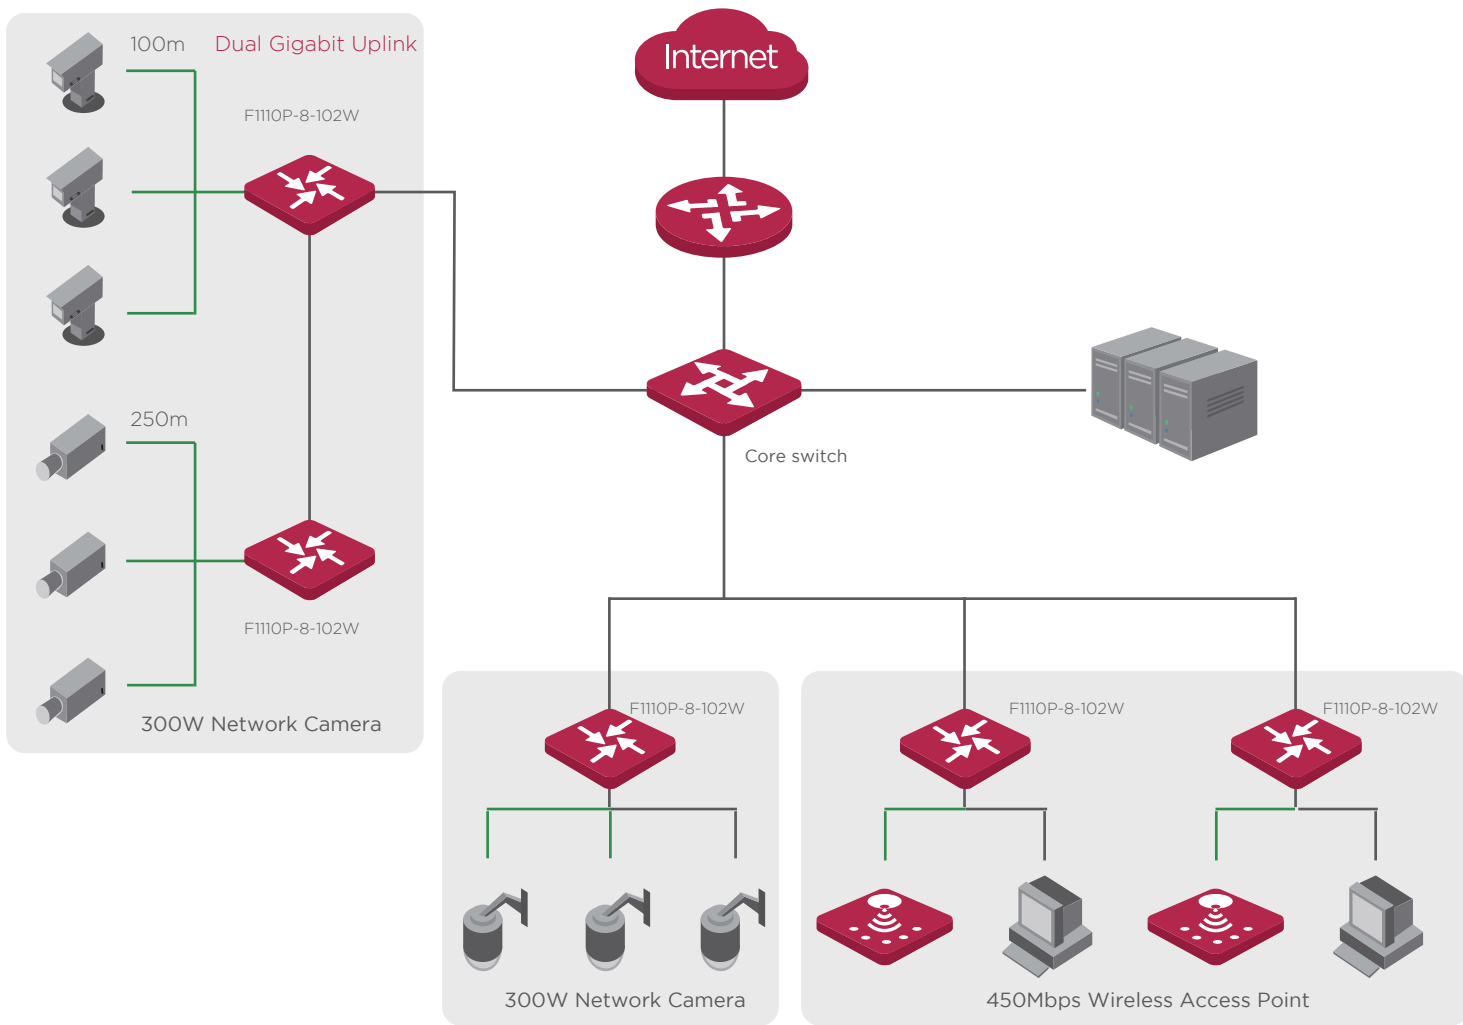 100m
Dual Gigabit Uplink
Internet
F1110P-8-102W
250m
Core switch
F1110P-8-102W
300W Network Camera
F1110P-8-102W
F1110P-8-102W
F1110P-8-102W
300W Network Camera
450Mbps Wireless Access Point